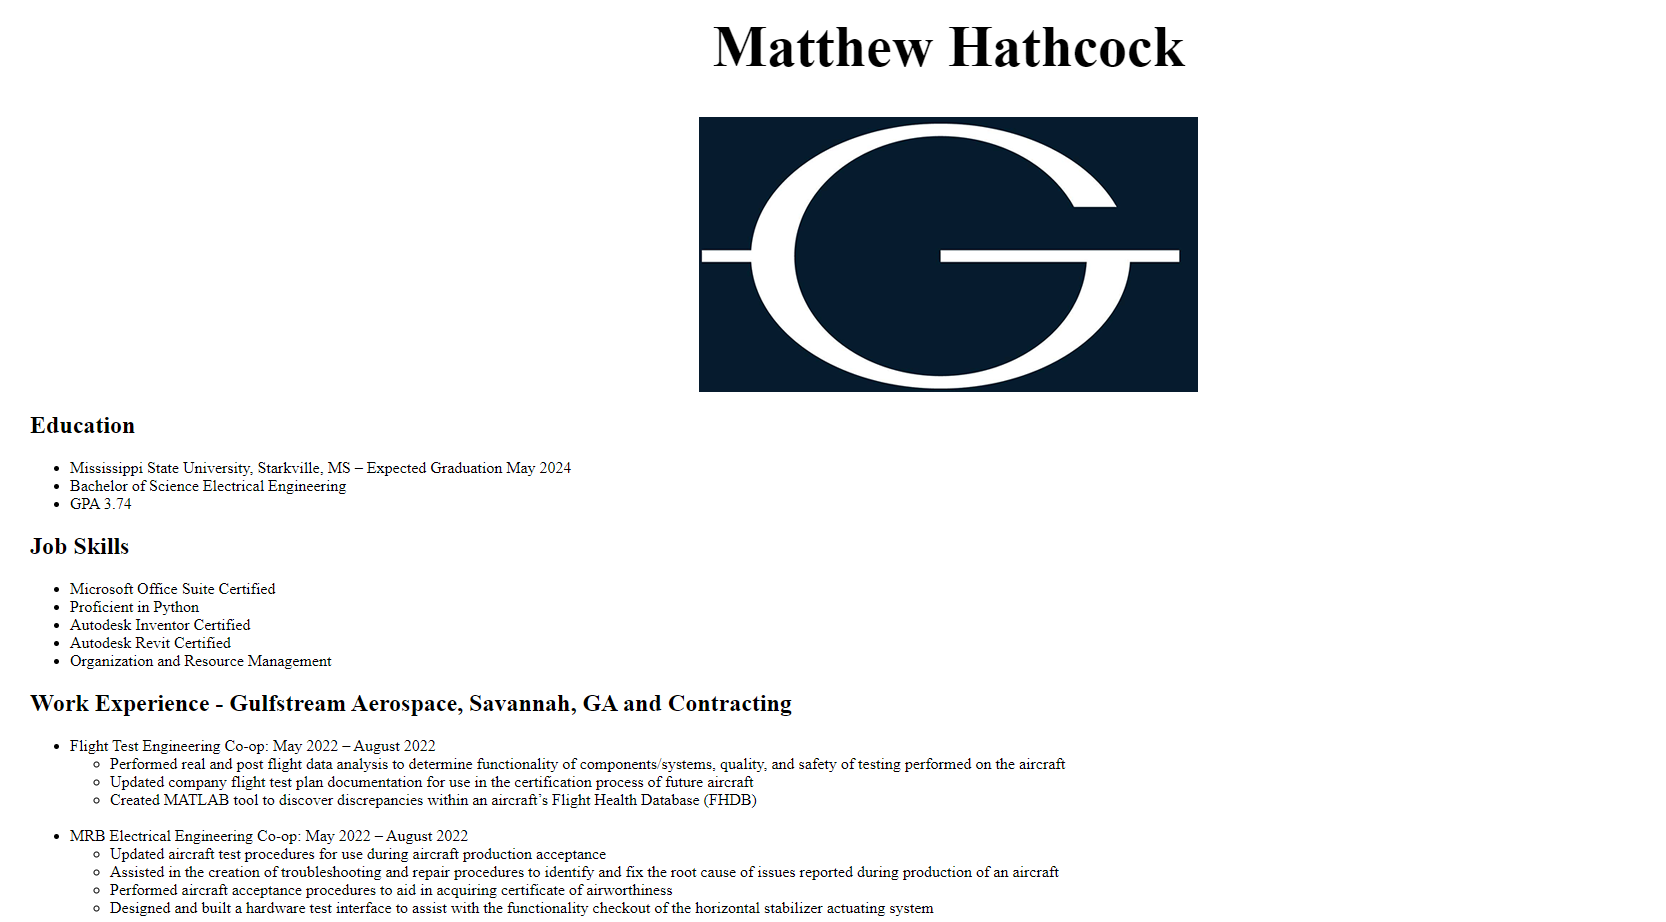 Matthew Hathcock
G
Education
• Mississippi State University, Starkville, MS – Expected Graduation May 2024
• Bachelor of Science Electrical Engineering
• GPA 3.74
Job Skills
• Microsoft Office Suite Certified
• Proficient in Python
• Autodesk Inventor Certified
• Autodesk Revit Certified
• Organization and Resource Management
Work Experience - Gulfstream Aerospace, Savannah, GA and Contracting
• Flight Test Engineering Co-op: May 2022 – August 2022
◦ Performed real and post flight data analysis to determine functionality of components/systems, quality, and safety of testing performed on the aircraft
◦ Updated company flight test plan documentation for use in the certification process of future aircraft
◦ Created MATLAB tool to discover discrepancies within an aircraft’s Flight Health Database (FHDB)
• MRB Electrical Engineering Co-op: May 2022 – August 2022
◦ Updated aircraft test procedures for use during aircraft production acceptance
◦ Assisted in the creation of troubleshooting and repair procedures to identify and fix the root cause of issues reported during production of an aircraft
◦ Performed aircraft acceptance procedures to aid in acquiring certificate of airworthiness
◦ Designed and built a hardware test interface to assist with the functionality checkout of the horizontal stabilizer actuating system